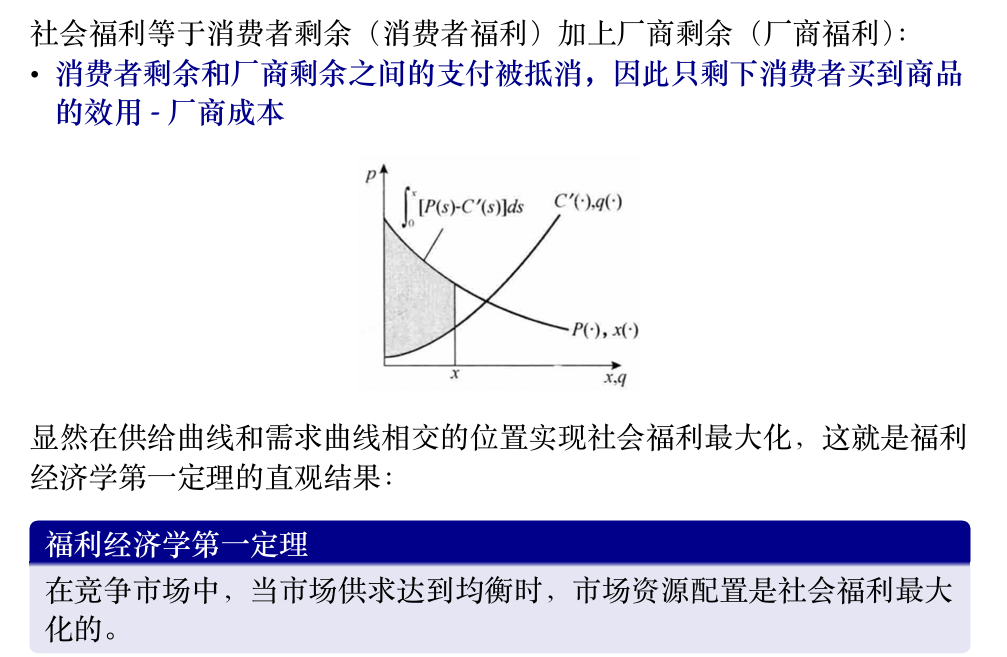 社会福利等于消费者剩余（消费者福利）加上厂商剩余（厂商福利）：
• 消费者剩余和厂商剩余之间的支付被抵消，因此只剩下消费者买到商品
的效用 - 厂商成本
p
∫₀ˣ[P(s)-C′(s)]ds
C′(·),q(·)
P(·), x(·)
x
x,q
显然在供给曲线和需求曲线相交的位置实现社会福利最大化，这就是福利
经济学第一定理的直观结果：
福利经济学第一定理
在竞争市场中，当市场供求达到均衡时，市场资源配置是社会福利最大
化的。